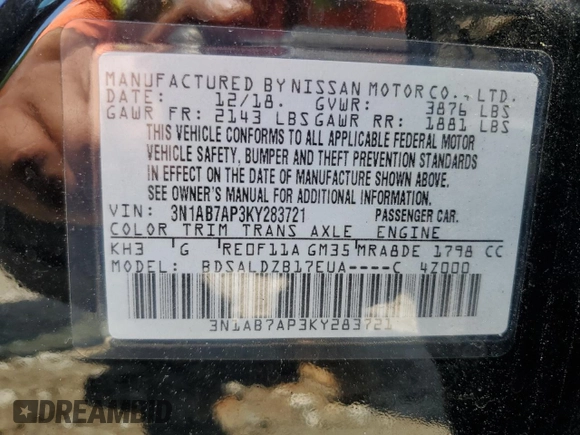 MANUFACTURED BY NISSAN MOTOR CO., LTD.
DATE: 12/18. GVWR: 3876 LBS
GAWR FR: 2143 LBS GAWR RR: 1881 LBS
THIS VEHICLE CONFORMS TO ALL APPLICABLE FEDERAL MOTOR
VEHICLE SAFETY, BUMPER AND THEFT PREVENTION STANDARDS
IN EFFECT ON THE DATE OF MANUFACTURE SHOWN ABOVE.
SEE OWNER'S MANUAL FOR ADDITIONAL INFORMATION.
VIN: 3N1AB7AP3KY283721 PASSENGER CAR.
COLOR TRIM TRANS AXLE ENGINE
KH3 G RE0F11A GM35 MRA8DE 1798 CC
MODEL: BDSALDZB17EUA----C 4Z000
3N1AB7AP3KY283721
DREAMBID